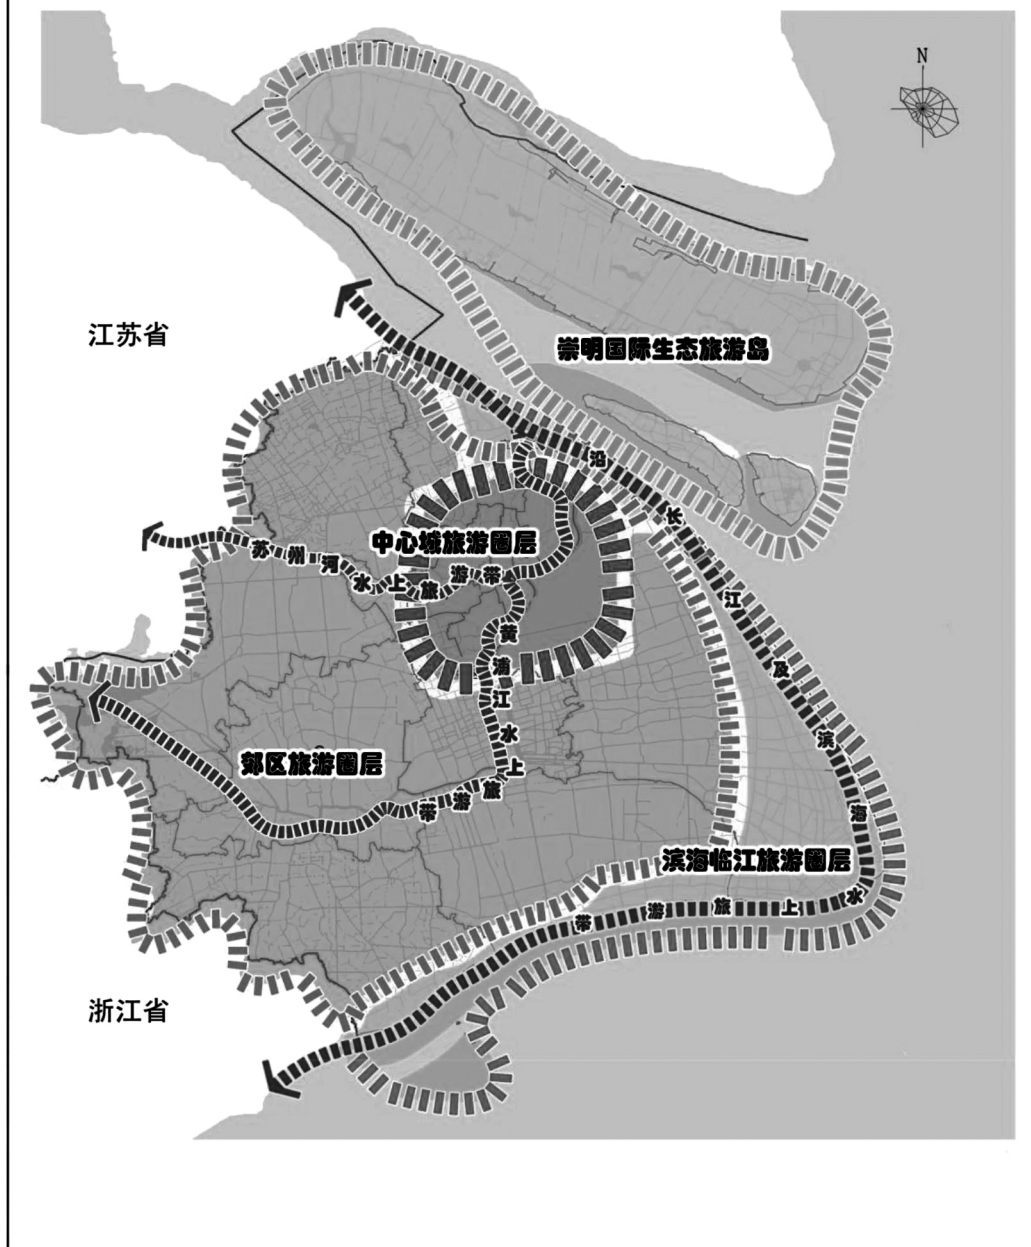 N
江苏省
崇明国际生态旅游岛
中心城旅游圈层
苏州河水上旅游带
黄浦江水上旅游带
沿长江及滨海水上旅游带
郊区旅游圈层
滨海临江旅游圈层
浙江省